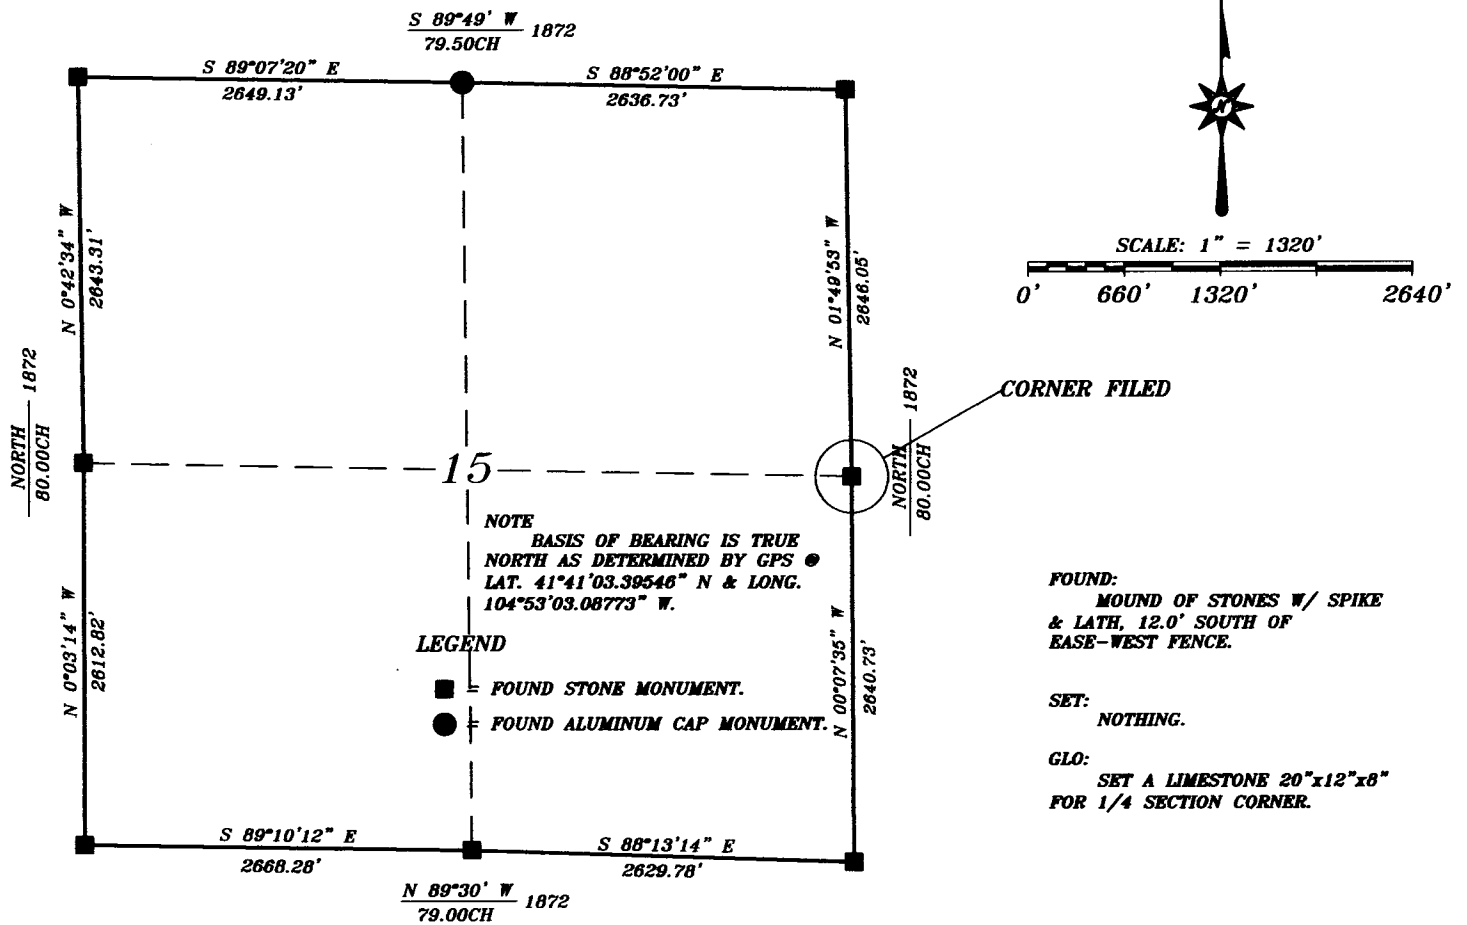 S 89°49' W
79.50CH
1872
S 89°07'20" E
2649.13'
S 88°52'00" E
2636.73'
N
SCALE: 1" = 1320'
0' 660' 1320' 2640'
N 0°42'34" W
2643.31'
N 01°49'53" W
2646.05'
NORTH
80.00CH
1872
CORNER FILED
NORTH
80.00CH
1872
15
NOTE
BASIS OF BEARING IS TRUE
NORTH AS DETERMINED BY GPS @
LAT. 41°41'03.39546" N & LONG.
104°53'03.08773" W.
LEGEND
= FOUND STONE MONUMENT.
= FOUND ALUMINUM CAP MONUMENT.
N 0°03'14" W
2612.82'
N 00°07'35" W
2640.73'
FOUND:
MOUND OF STONES W/ SPIKE
& LATH, 12.0' SOUTH OF
EASE-WEST FENCE.
SET:
NOTHING.
GLO:
SET A LIMESTONE 20"x12"x8"
FOR 1/4 SECTION CORNER.
S 89°10'12" E
2668.28'
S 88°13'14" E
2629.78'
N 89°30' W
79.00CH
1872